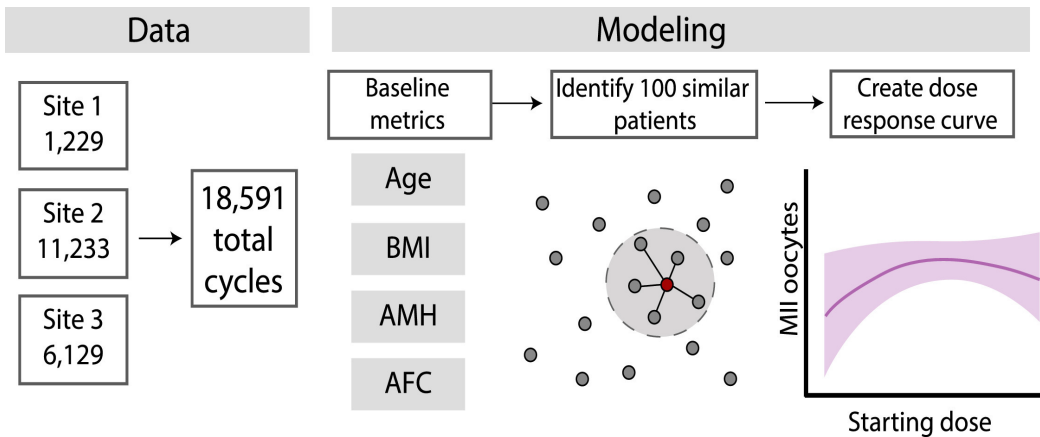 Data
Modeling
Site 1
1,229
Site 2
11,233
Site 3
6,129
18,591
total
cycles
Baseline
metrics
Identify 100 similar
patients
Create dose
response curve
Age
BMI
AMH
AFC
MII oocytes
Starting dose